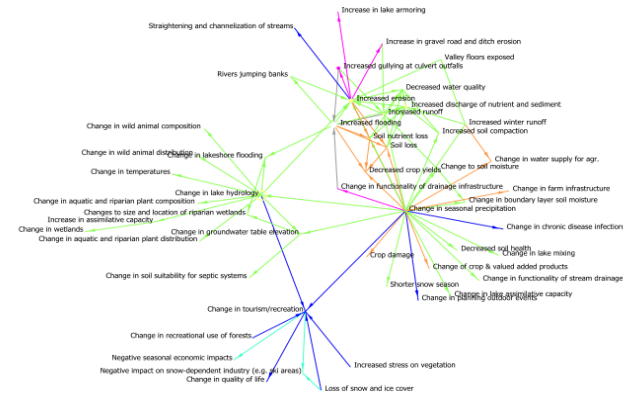 Increase in lake armoring
Straightening and channelization of streams
Increase in gravel road and ditch erosion
Valley floors exposed
Increased gullying at culvert outfalls
Rivers jumping banks
Decreased water quality
Increased erosion
Increased discharge of nutrient and sediment
Increased runoff
Increased flooding
Increased winter runoff
Change in wild animal composition
Increased soil compaction
Soil nutrient loss
Soil loss
Change in wild animal distribution
Change in lakeshore flooding
Change in water supply for agr.
Change to soil moisture
Decreased crop yields
Change in temperatures
Change in functionality of drainage infrastructure
Change in farm infrastructure
Change in lake hydrology
Change in aquatic and riparian plant composition
Change in boundary layer soil moisture
Change in seasonal precipitation
Changes to size and location of riparian wetlands
Increase in assimilative capacity
Change in wetlands
Change in groundwater table elevation
Change in chronic disease infection
Change in aquatic and riparian plant distribution
Decreased soil health
Change in lake mixing
Crop damage
Change of crop & valued added products
Change in soil suitability for septic systems
Change in functionality of stream drainage
Shorter snow season
Change in lake assimilative capacity
Change in planning outdoor events
Change in tourism/recreation
Change in recreational use of forests
Negative seasonal economic impacts
Increased stress on vegetation
Negative impact on snow-dependent industry (e.g. ski areas)
Change in quality of life
Loss of snow and ice cover